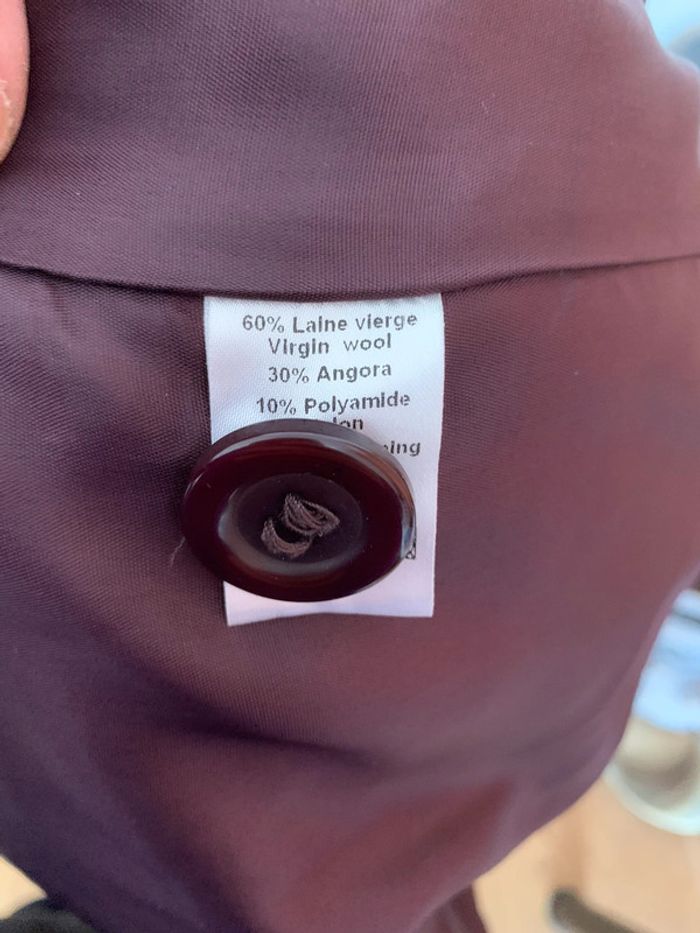 60% Laine vierge
Virgin wool
30% Angora
10% Polyamide